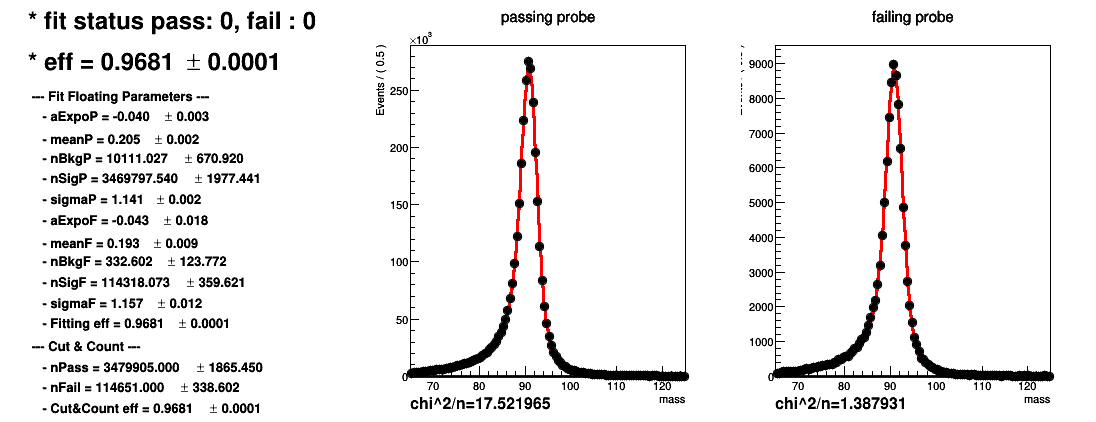 * fit status pass: 0, fail : 0
* eff = 0.9681 ± 0.0001
--- Fit Floating Parameters ---
- aExpoP = -0.040 ± 0.003
- meanP = 0.205 ± 0.002
- nBkgP = 10111.027 ± 670.920
- nSigP = 3469797.540 ± 1977.441
- sigmaP = 1.141 ± 0.002
- aExpoF = -0.043 ± 0.018
- meanF = 0.193 ± 0.009
- nBkgF = 332.602 ± 123.772
- nSigF = 114318.073 ± 359.621
- sigmaF = 1.157 ± 0.012
- Fitting eff = 0.9681 ± 0.0001
--- Cut & Count ---
- nPass = 3479905.000 ± 1865.450
- nFail = 114651.000 ± 338.602
- Cut&Count eff = 0.9681 ± 0.0001
passing probe
×10³
Events / ( 0.5 )
250
200
150
100
50
0
70 80 90 100 110 120
mass
chi^2/n=17.521965
failing probe
9000
8000
7000
6000
5000
4000
3000
2000
1000
0
70 80 90 100 110 120
mass
chi^2/n=1.387931